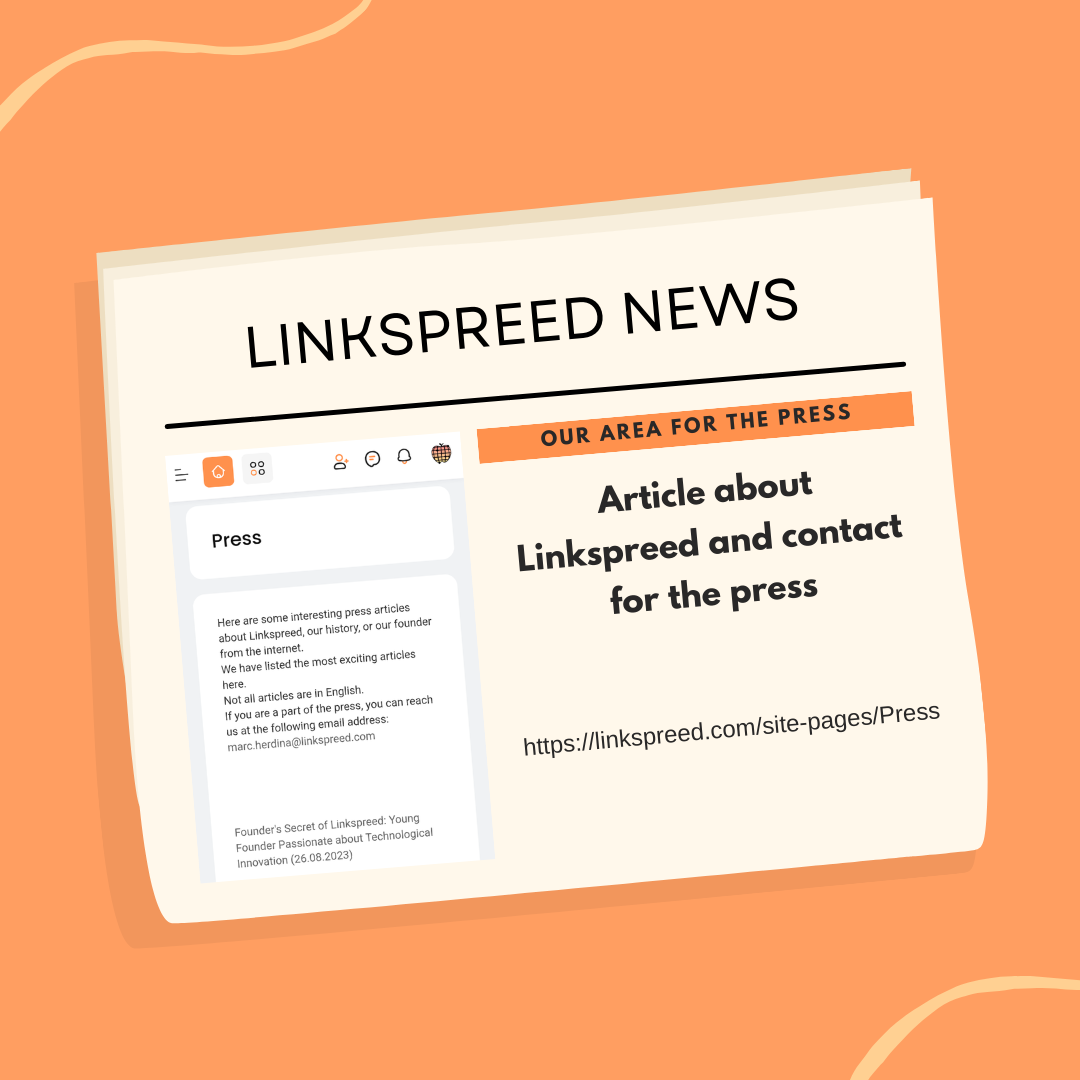 LINKSPREED NEWS
OUR AREA FOR THE PRESS
Article about
Linkspreed and contact
for the press
https://linkspreed.com/site-pages/Press
Press
Here are some interesting press articles
about Linkspreed, our history, or our founder
from the internet.
We have listed the most exciting articles
here.
Not all articles are in English.
If you are a part of the press, you can reach
us at the following email address:
marc.herdina@linkspreed.com
Founder's Secret of Linkspreed: Young
Founder Passionate about Technological
Innovation (26.08.2023)